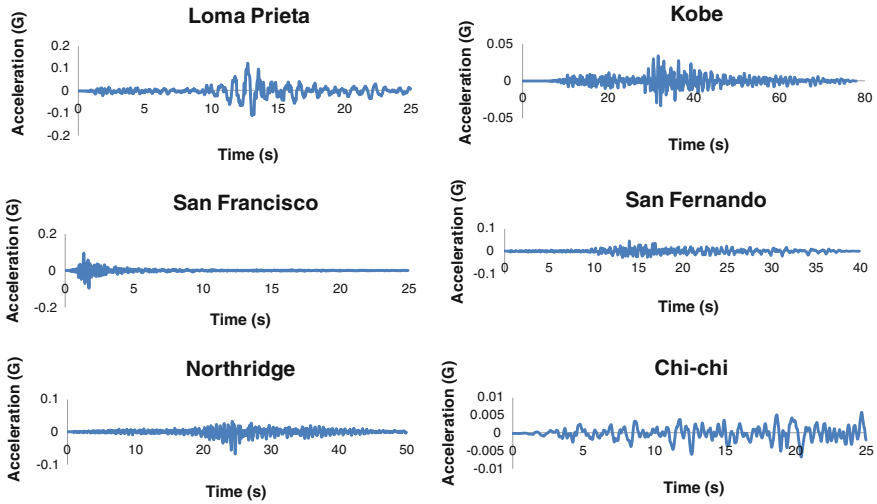 Loma Prieta
Acceleration (G)
0.2
0.1
0
-0.1
-0.2
0 5 10 15 20 25
Time (s)
Kobe
Acceleration (G)
0.05
0
-0.05
0 20 40 60 80
Time (s)
San Francisco
Acceleration (G)
0.2
0
-0.2
0 5 10 15 20 25
Time (s)
San Fernando
Acceleration (G)
0.1
0
-0.1
0 5 10 15 20 25 30 35 40
Time (s)
Northridge
Acceleration (G)
0.1
0
-0.1
0 10 20 30 40 50
Time (s)
Chi-chi
Acceleration (G)
0.01
0.005
0
-0.005
-0.01
0 5 10 15 20 25
Time (s)